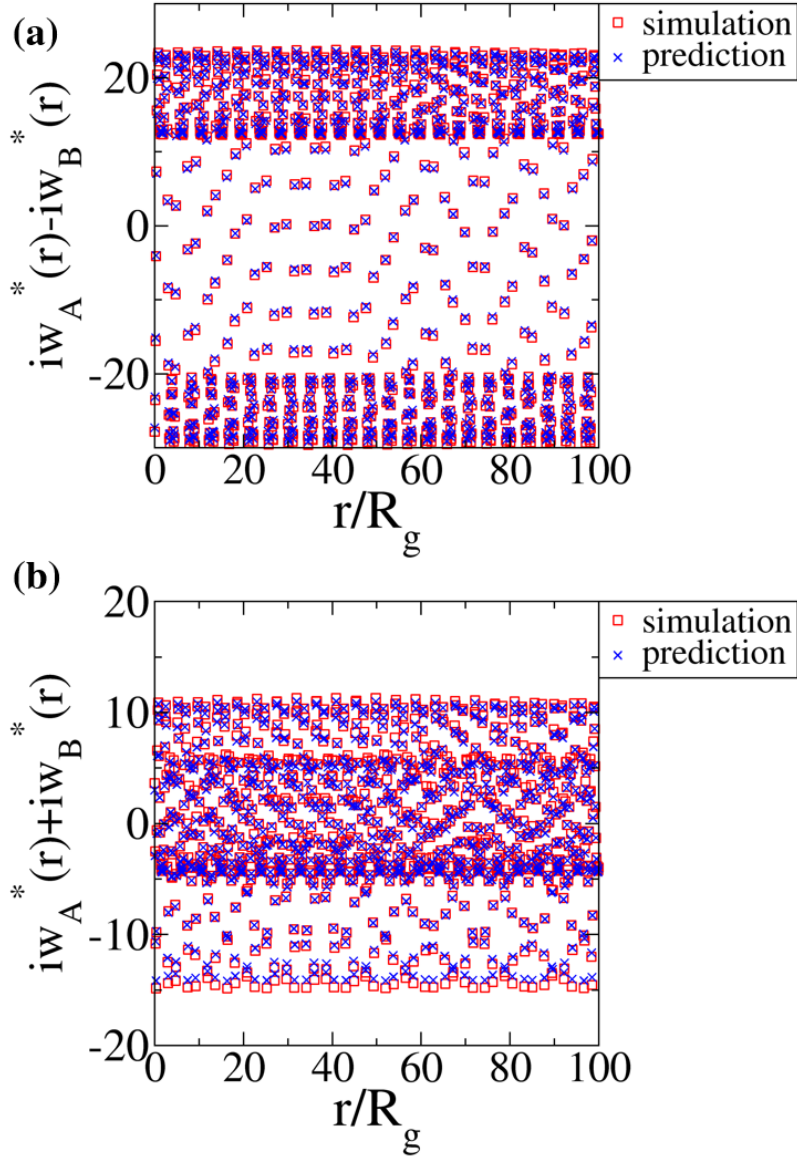 (a)
simulation
prediction
iw_A^*(r)-iw_B^*(r)
20
0
-20
0 20 40 60 80 100
r/R_g
(b)
simulation
prediction
iw_A^*(r)+iw_B^*(r)
20
10
0
-10
-20
0 20 40 60 80 100
r/R_g